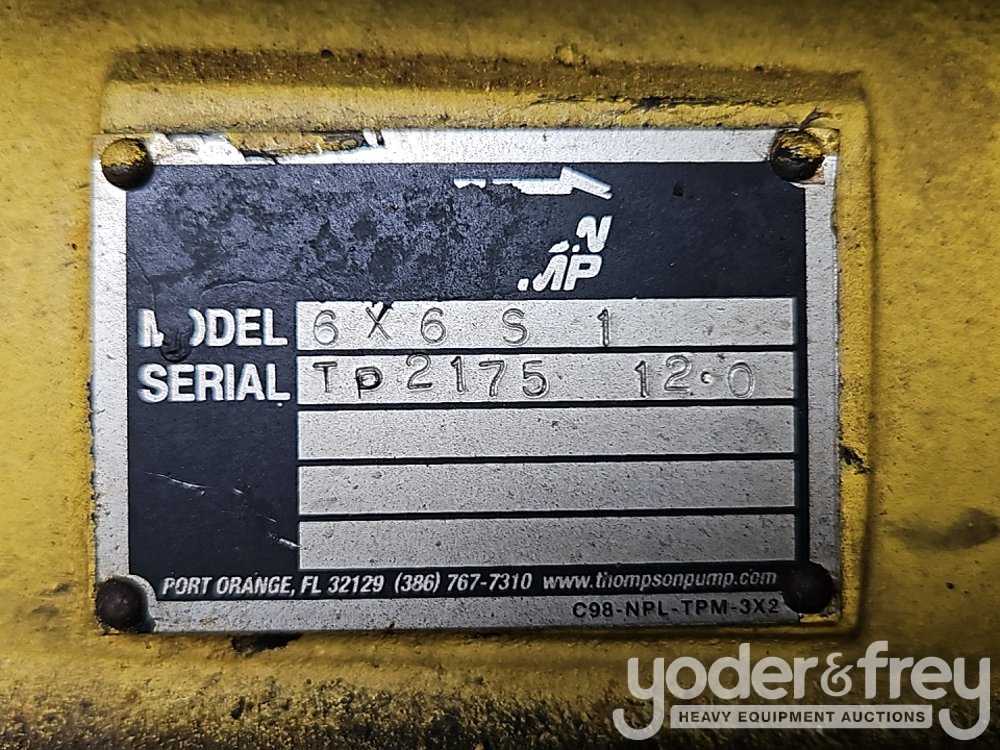 N
MP
MODEL 6 X 6 S 1
SERIAL TP 2175 12.0
PORT ORANGE, FL 32129 (386) 767-7310 www.thompsonpump.com
C98-NPL-TPM-3X2
yoder&frey
HEAVY EQUIPMENT AUCTIONS